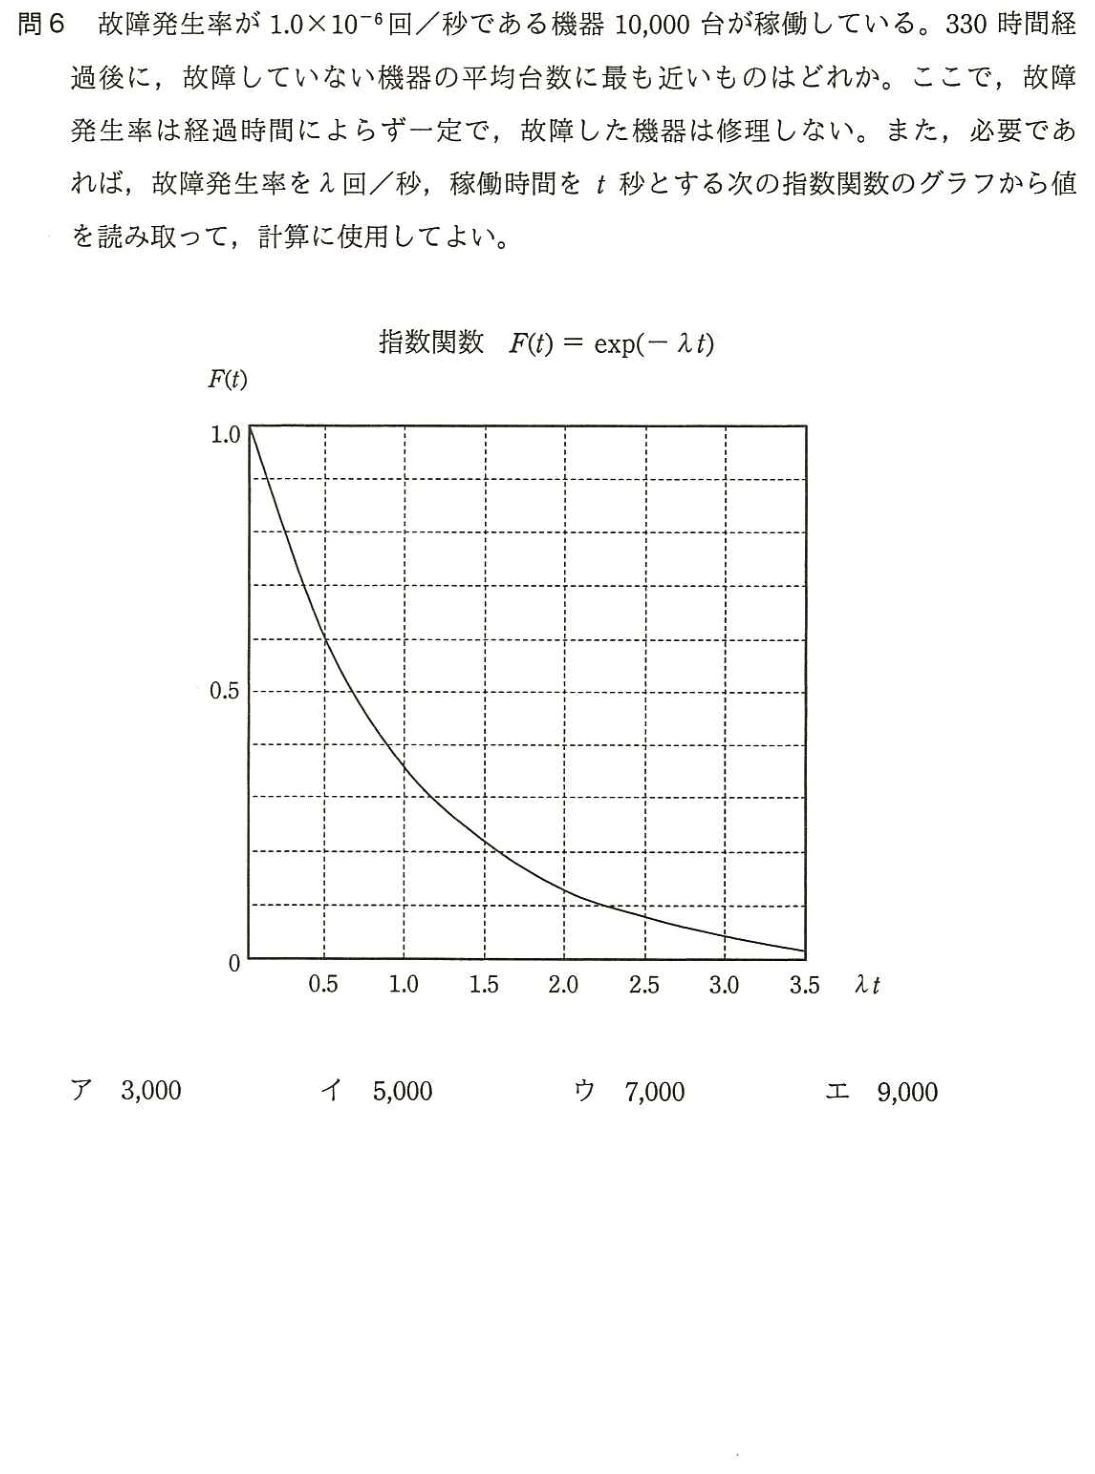 問6 故障発生率が 1.0×10⁻⁶回／秒である機器 10,000 台が稼働している。330 時間経
過後に，故障していない機器の平均台数に最も近いものはどれか。ここで，故障
発生率は経過時間によらず一定で，故障した機器は修理しない。また，必要であ
れば，故障発生率をλ回／秒，稼働時間を t 秒とする次の指数関数のグラフから値
を読み取って，計算に使用してよい。
指数関数 F(t) = exp(− λt)
F(t)
1.0
0.5
0
0.5 1.0 1.5 2.0 2.5 3.0 3.5 λt
ア 3,000 イ 5,000 ウ 7,000 エ 9,000